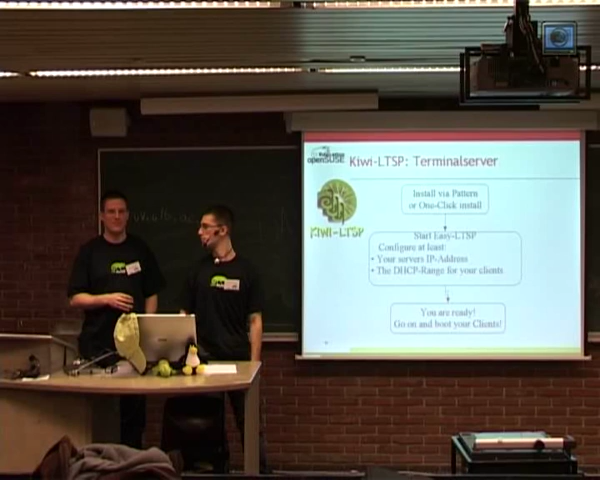 openSUSE
Kiwi-LTSP: Terminalserver
KIWI-LTSP
Install via Pattern
or One-Click install
Start Easy-LTSP
Configure at least:
• Your servers IP-Address
• The DHCP-Range for your clients
You are ready!
Go on and boot your Clients!